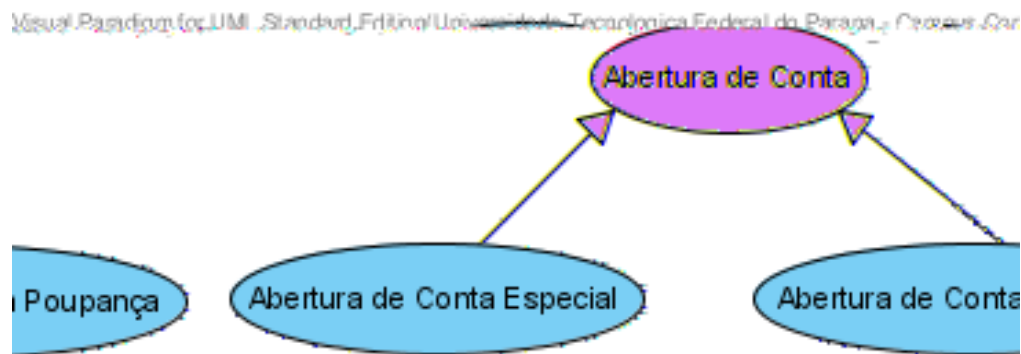 Visual Paradigm for UML Standard Edition(Universidade Tecnologica Federal do Parana - Campus Cor
Abertura de Conta
Poupança
Abertura de Conta Especial
Abertura de Conta